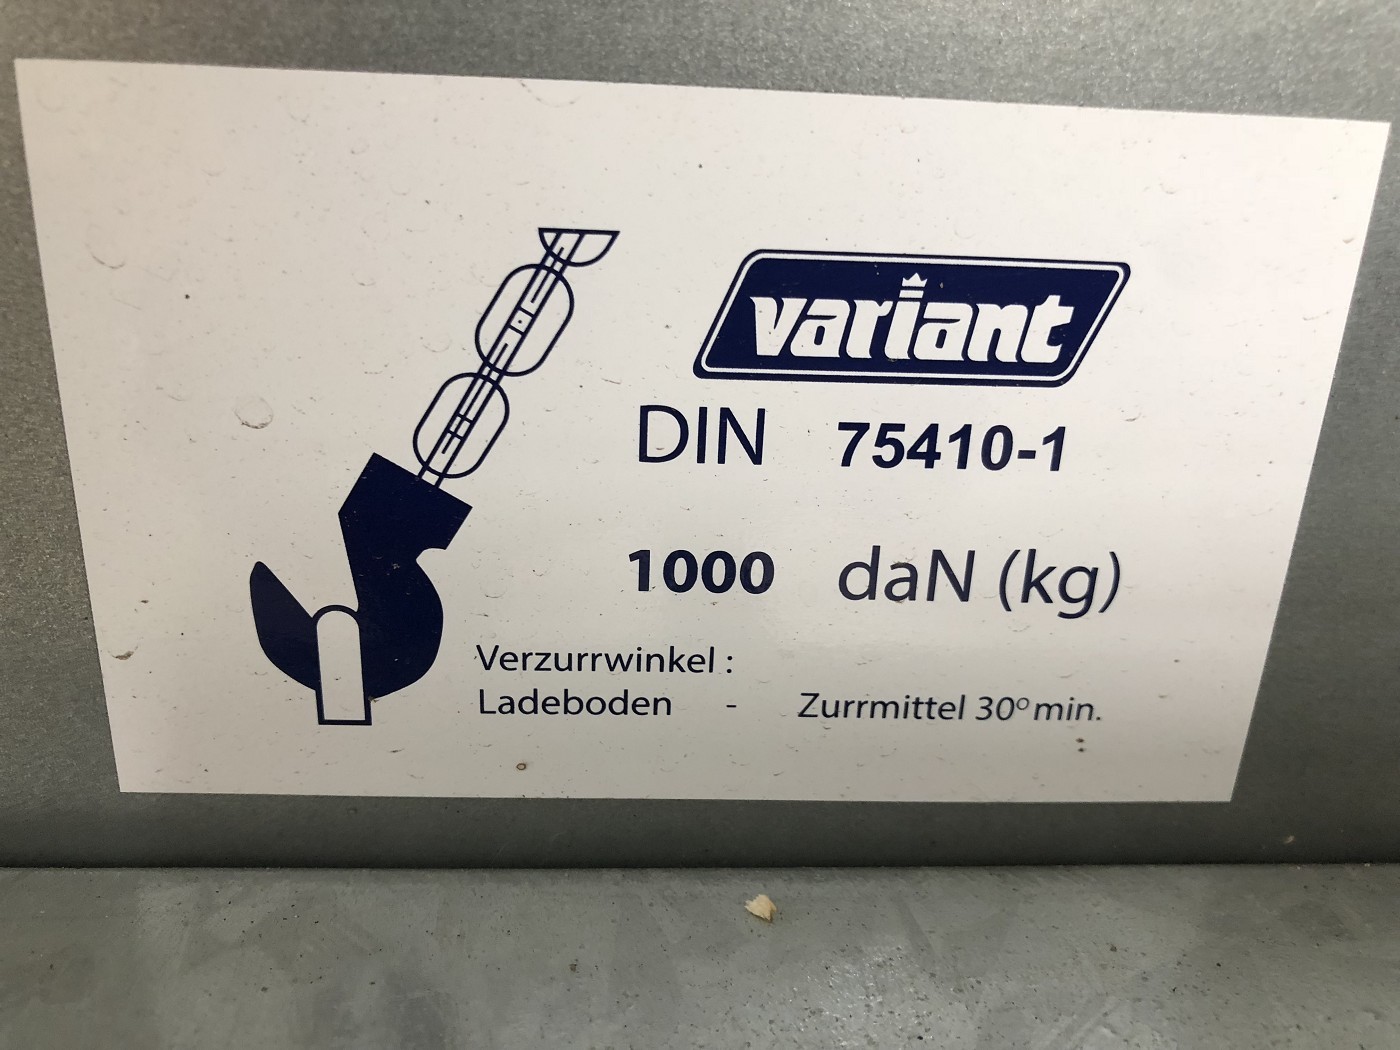 variant
DIN 75410-1
1000 daN (kg)
Verzurrwinkel :
Ladeboden - Zurrmittel 30° min.